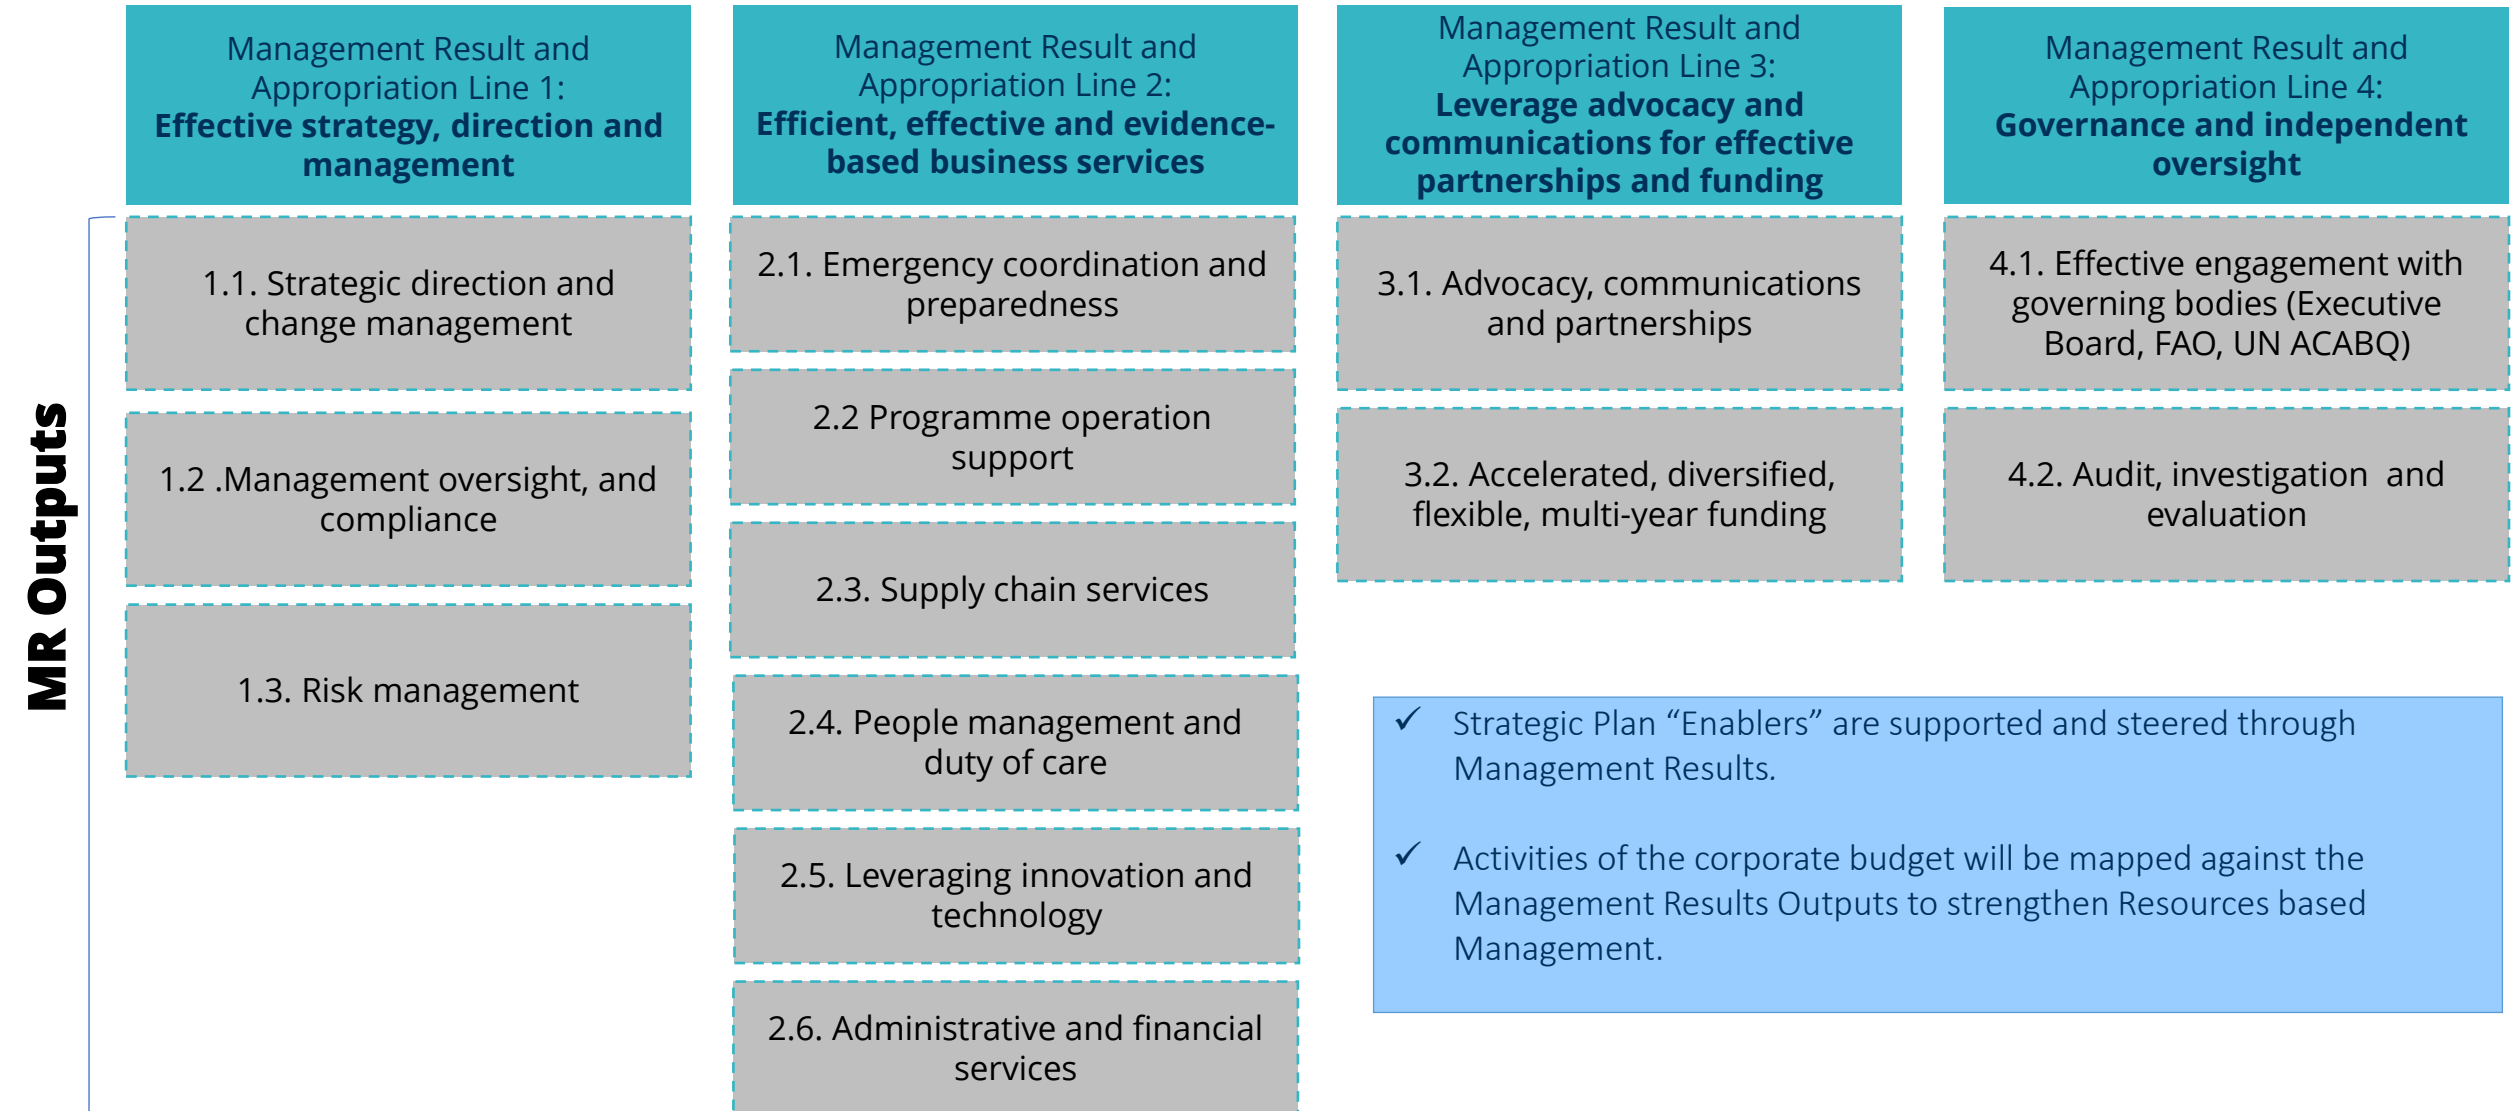 Management Result and
Appropriation Line 1:
Effective strategy, direction and
management
Management Result and
Appropriation Line 2:
Efficient, effective and evidence-
based business services
Management Result and
Appropriation Line 3:
Leverage advocacy and
communications for effective
partnerships and funding
Management Result and
Appropriation Line 4:
Governance and independent
oversight
MR Outputs
1.1. Strategic direction and
change management
1.2 .Management oversight, and
compliance
1.3. Risk management
2.1. Emergency coordination and
preparedness
2.2 Programme operation
support
2.3. Supply chain services
2.4. People management and
duty of care
2.5. Leveraging innovation and
technology
2.6. Administrative and financial
services
3.1. Advocacy, communications
and partnerships
3.2. Accelerated, diversified,
flexible, multi-year funding
4.1. Effective engagement with
governing bodies (Executive
Board, FAO, UN ACABQ)
4.2. Audit, investigation  and
evaluation
✓ Strategic Plan “Enablers” are supported and steered through
Management Results.
✓ Activities of the corporate budget will be mapped against the
Management Results Outputs to strengthen Resources based
Management.